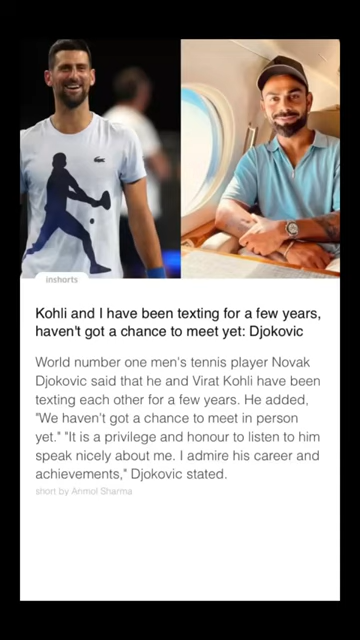 inshorts
Kohli and I have been texting for a few years,
haven't got a chance to meet yet: Djokovic
World number one men's tennis player Novak
Djokovic said that he and Virat Kohli have been
texting each other for a few years. He added,
"We haven't got a chance to meet in person
yet." "It is a privilege and honour to listen to him
speak nicely about me. I admire his career and
achievements," Djokovic stated.
short by Anmol Sharma